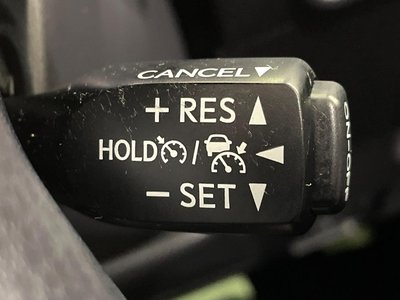 CANCEL▼
+ RES ▲
HOLD / ◀
− SET ▼
ON·OFF